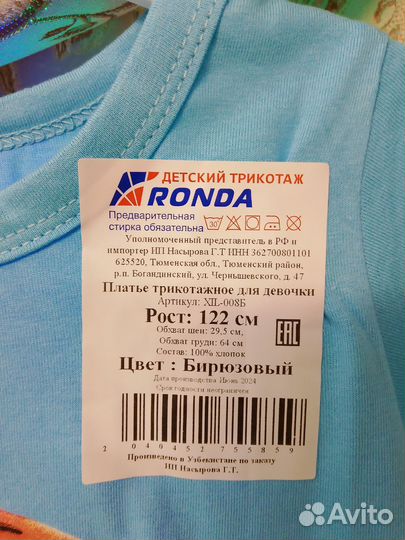 ДЕТСКИЙ ТРИКОТАЖ
RONDA
Предварительная
стирка обязательна
30°
Уполномоченный представитель в РФ и
импортер ИП Насырова Г.Т ИНН 362700801101
625520, Тюменская обл., Тюменский район,
р.п. Богандинский, ул. Чернышевского, д. 47
Платье трикотажное для девочки
Артикул: XIL-008Б
Рост: 122 см
Обхват шеи: 29,5 см,
Обхват груди: 64 см
Состав: 100% хлопок
EAC
Цвет : Бирюзовый
Дата производства Июнь 2024
Срок годности неограничен
2 040452 755859
Произведено в Узбекистане по заказу
ИП Насырова Г.Г.
Avito